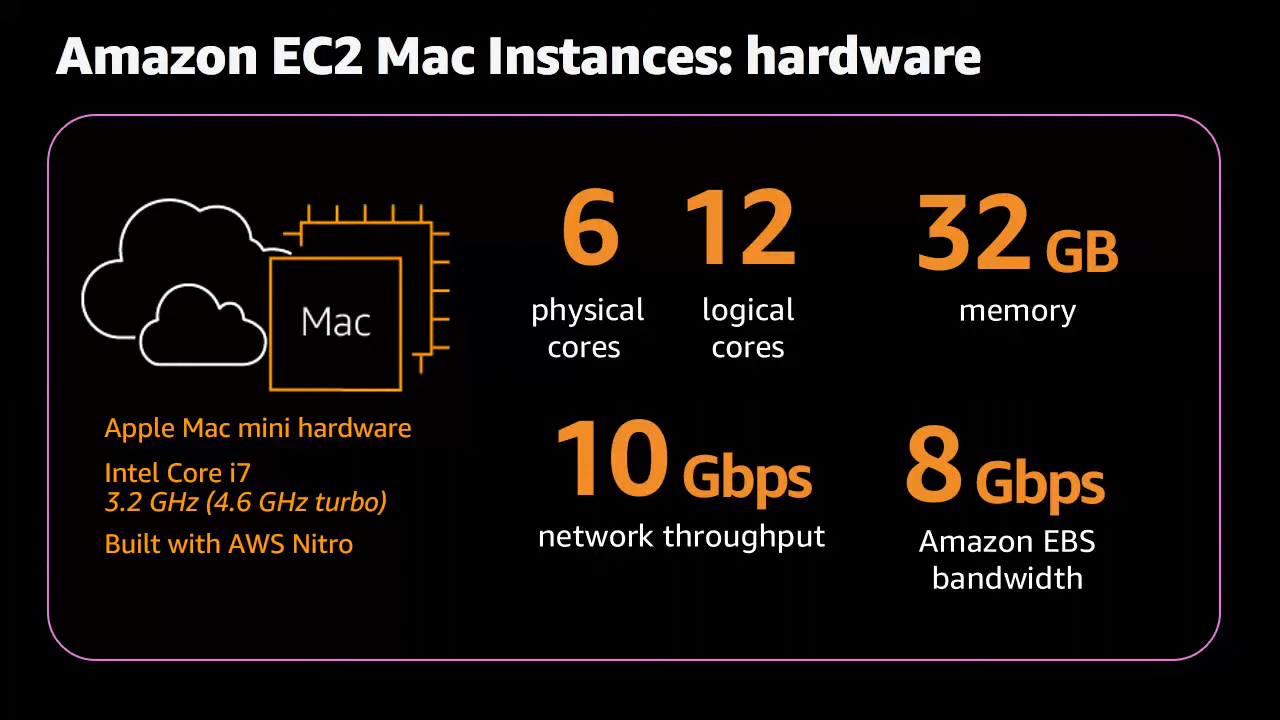 Amazon EC2 Mac Instances: hardware
Mac
Apple Mac mini hardware
Intel Core i7
3.2 GHz (4.6 GHz turbo)
Built with AWS Nitro
6
physical
cores
12
logical
cores
32 GB
memory
10 Gbps
network throughput
8 Gbps
Amazon EBS
bandwidth